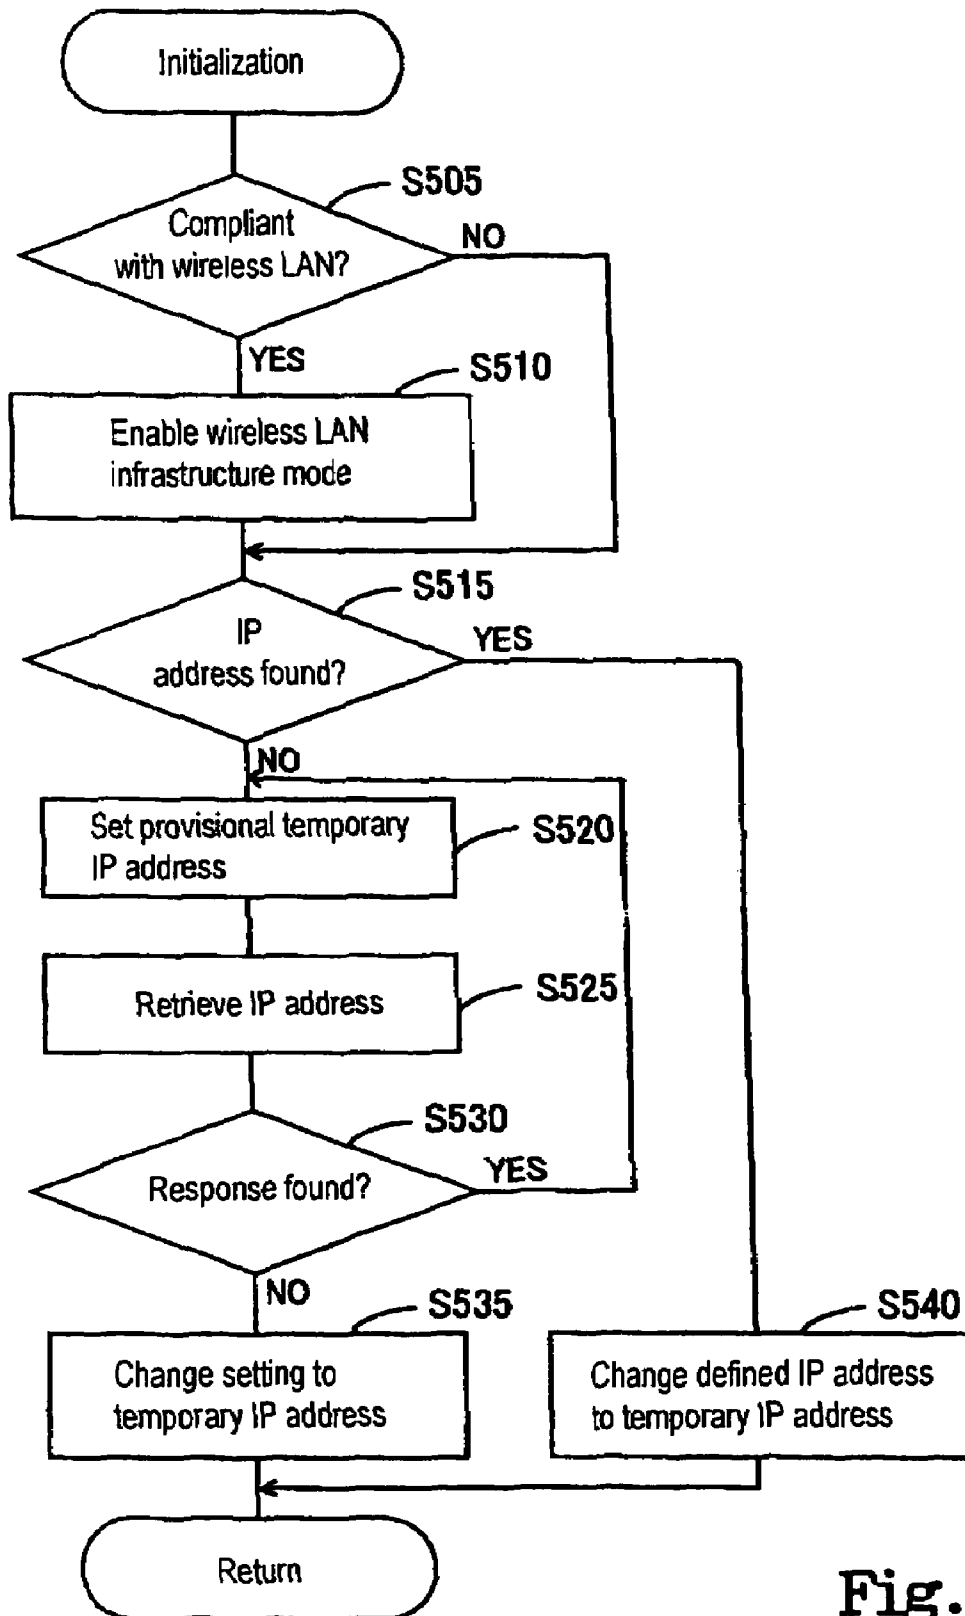 Initialization
S505
Compliant
with wireless LAN?
NO
YES
S510
Enable wireless LAN
infrastructure mode
S515
IP
address found?
YES
NO
Set provisional temporary
IP address
S520
Retrieve IP address
S525
S530
Response found?
YES
NO
S535
Change setting to
temporary IP address
S540
Change defined IP address
to temporary IP address
Return
Fig.